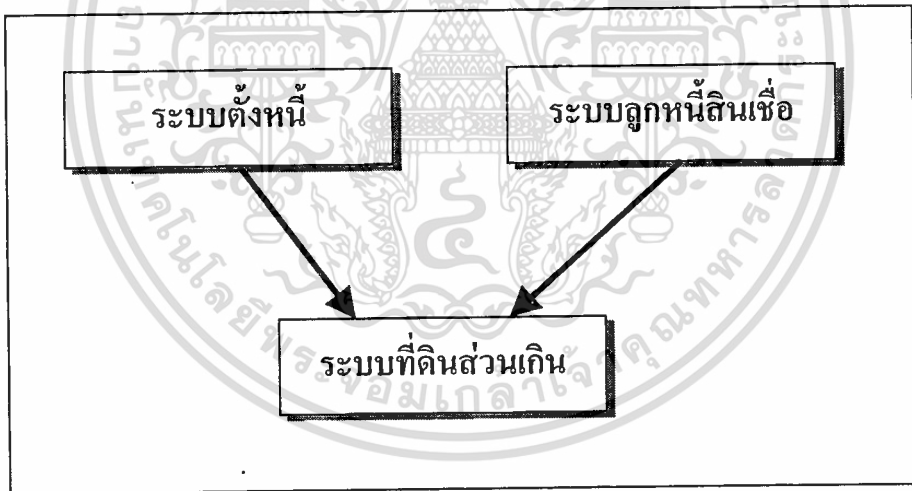 ระบบตั้งหนี้
ระบบลูกหนี้สินเชื่อ
ระบบที่ดินส่วนเกิน